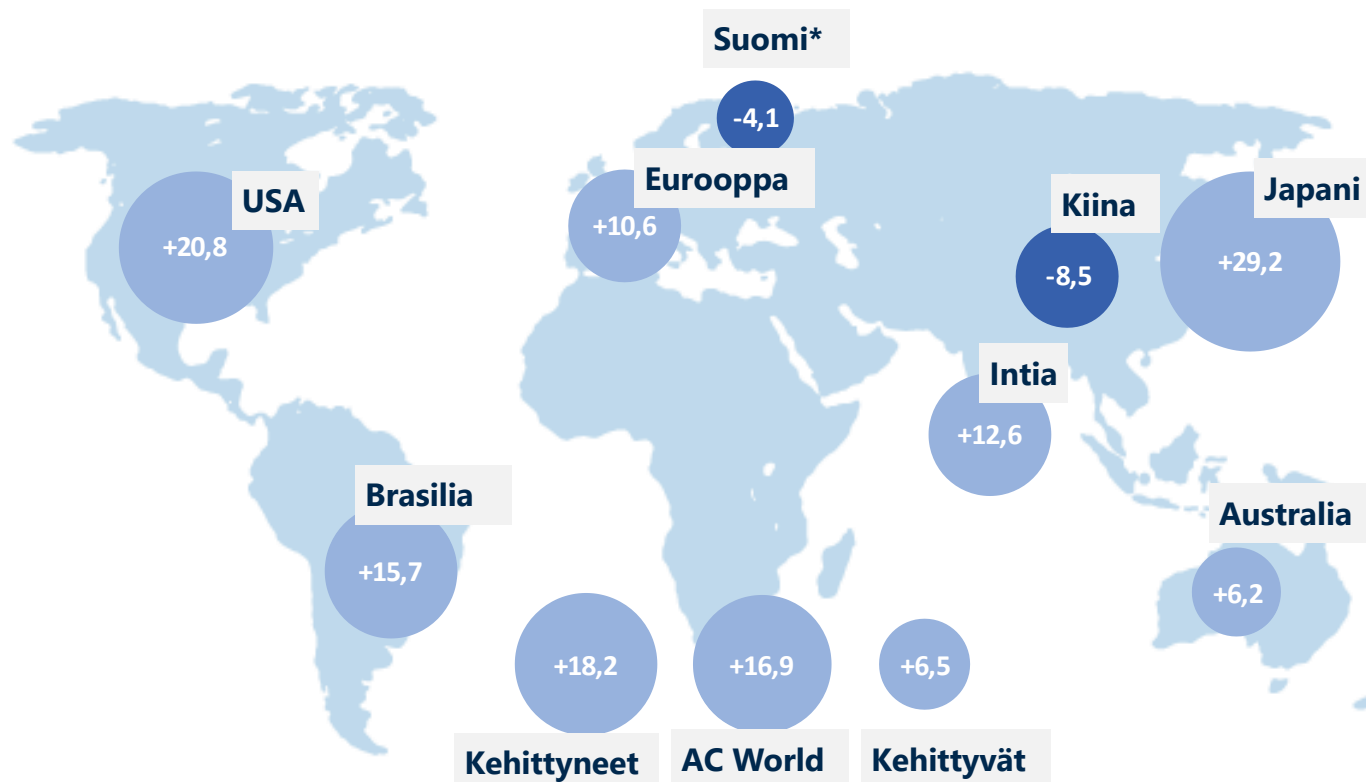 Suomi*
-4,1
Eurooppa
+10,6
USA
+20,8
Kiina
-8,5
Japani
+29,2
Intia
+12,6
Brasilia
+15,7
Australia
+6,2
+18,2
Kehittyneet
+16,9
AC World
+6,5
Kehittyvät